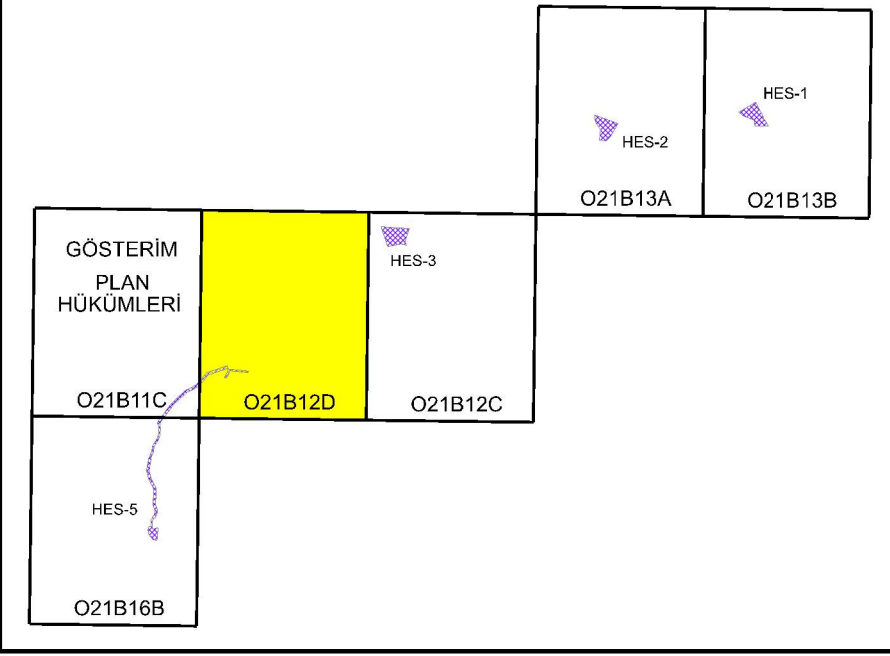 HES-1
HES-2
O21B13A
O21B13B
GÖSTERİM
PLAN
HÜKÜMLERİ
HES-3
O21B11C
O21B12D
O21B12C
HES-5
O21B16B